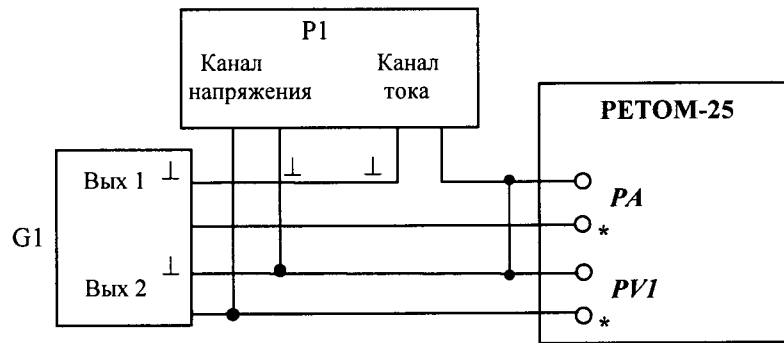 P1
Канал
напряжения
Канал
тока
РЕТОМ-25
G1
Вых 1 ⊥
⊥
⊥
PA
*
⊥
Вых 2
PV1
*